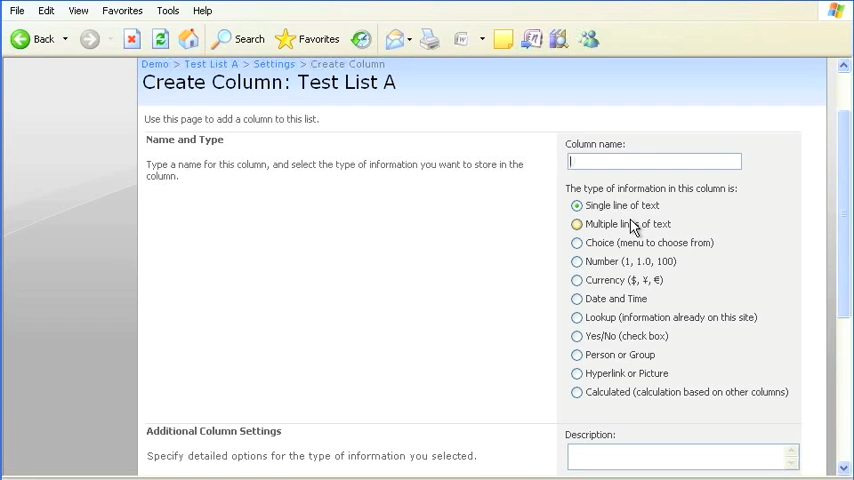 File Edit View Favorites Tools Help
Back Search Favorites
Demo > Test List A > Settings > Create Column
Create Column: Test List A
Use this page to add a column to this list.
Name and Type
Type a name for this column, and select the type of information you want to store in the
column.
Column name:
The type of information in this column is:
Single line of text
Multiple lines of text
Choice (menu to choose from)
Number (1, 1.0, 100)
Currency ($, ¥, €)
Date and Time
Lookup (information already on this site)
Yes/No (check box)
Person or Group
Hyperlink or Picture
Calculated (calculation based on other columns)
Additional Column Settings
Specify detailed options for the type of information you selected.
Description: